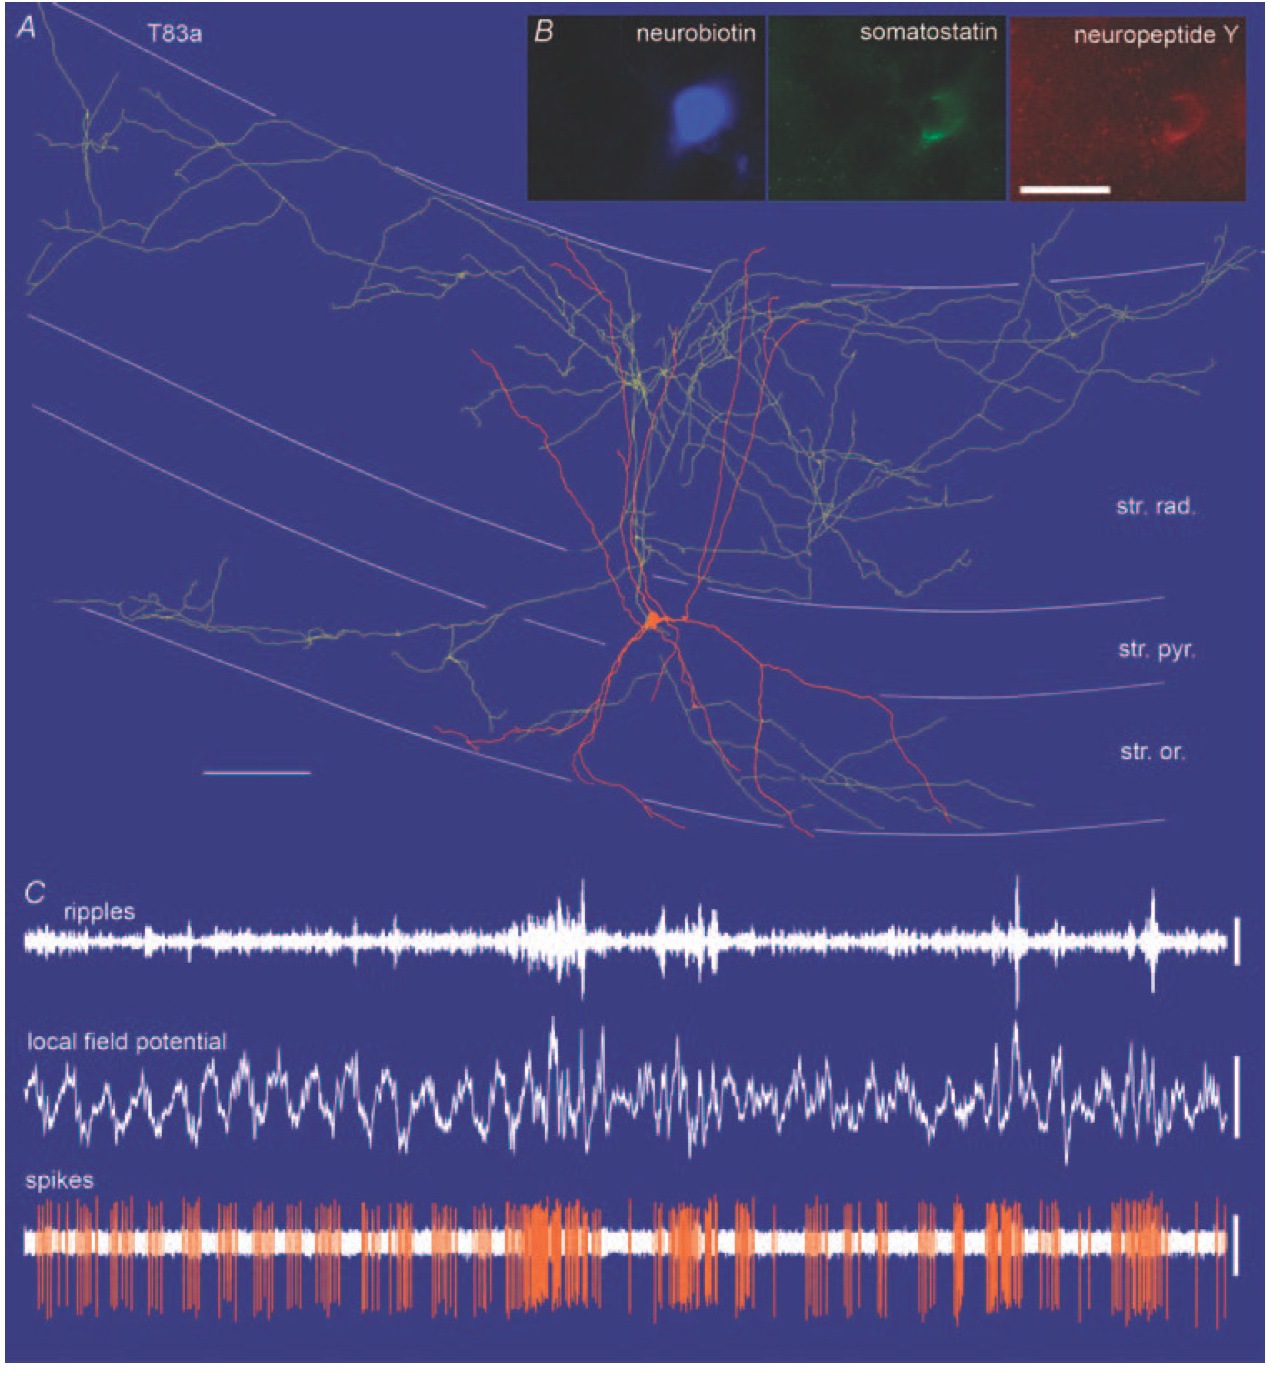 A
T83a
B
neurobiotin
somatostatin
neuropeptide Y
str. rad.
str. pyr.
str. or.
C
ripples
local field potential
spikes